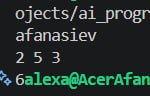 ojects/ai_progr
afanasiev
2 5 3
6alexa@AcerAfan